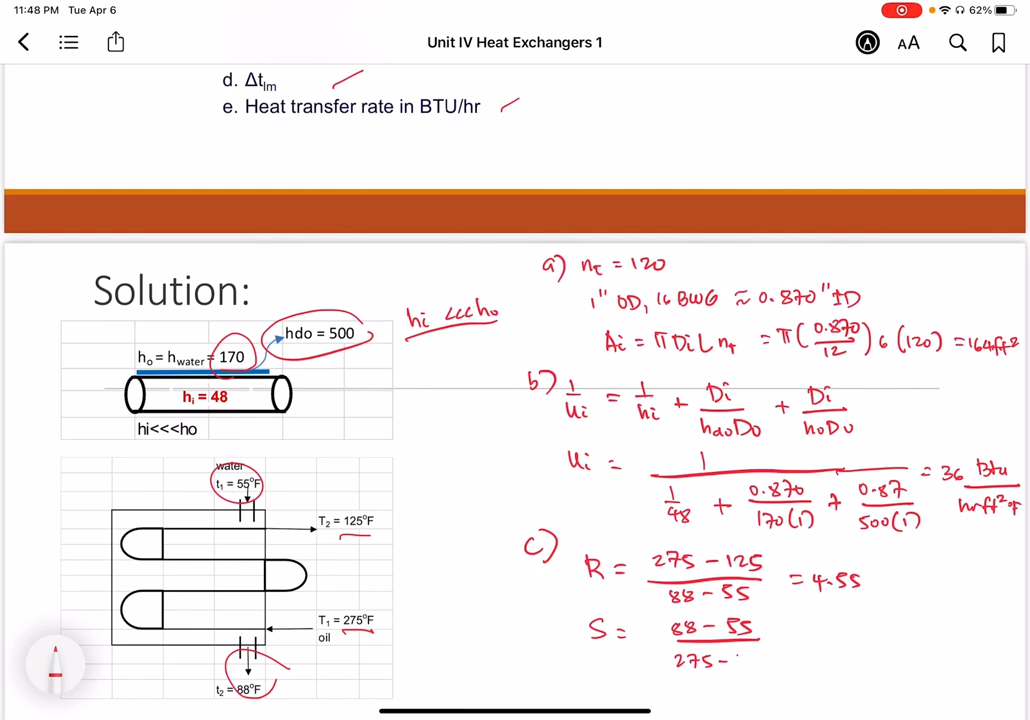 11:48 PM Tue Apr 6
62%
Unit IV Heat Exchangers 1
AA
d. Δtlm
e. Heat transfer rate in BTU/hr
Solution:
hdo = 500
ho = hwater = 170
hi = 48
hi<<<ho
hi <<< ho
water
t1 = 55°F
T2 = 125°F
T1 = 275°F
oil
t2 = 88°F
a) nt = 120
1" OD, 16 BWG ≈ 0.870" ID
Ai = π Di L nt = π (0.870/12) 6 (120) = 164 ft²
b) 1/Ui = 1/hi + Di/hdoDo + Di/hoDo
Ui = 1/(1/48 + 0.870/170(1) + 0.87/500(1)) = 36 Btu/hr ft² °F
c) R = (275 - 125)/(88 - 55) = 4.55
S = (88 - 55)/(275 -